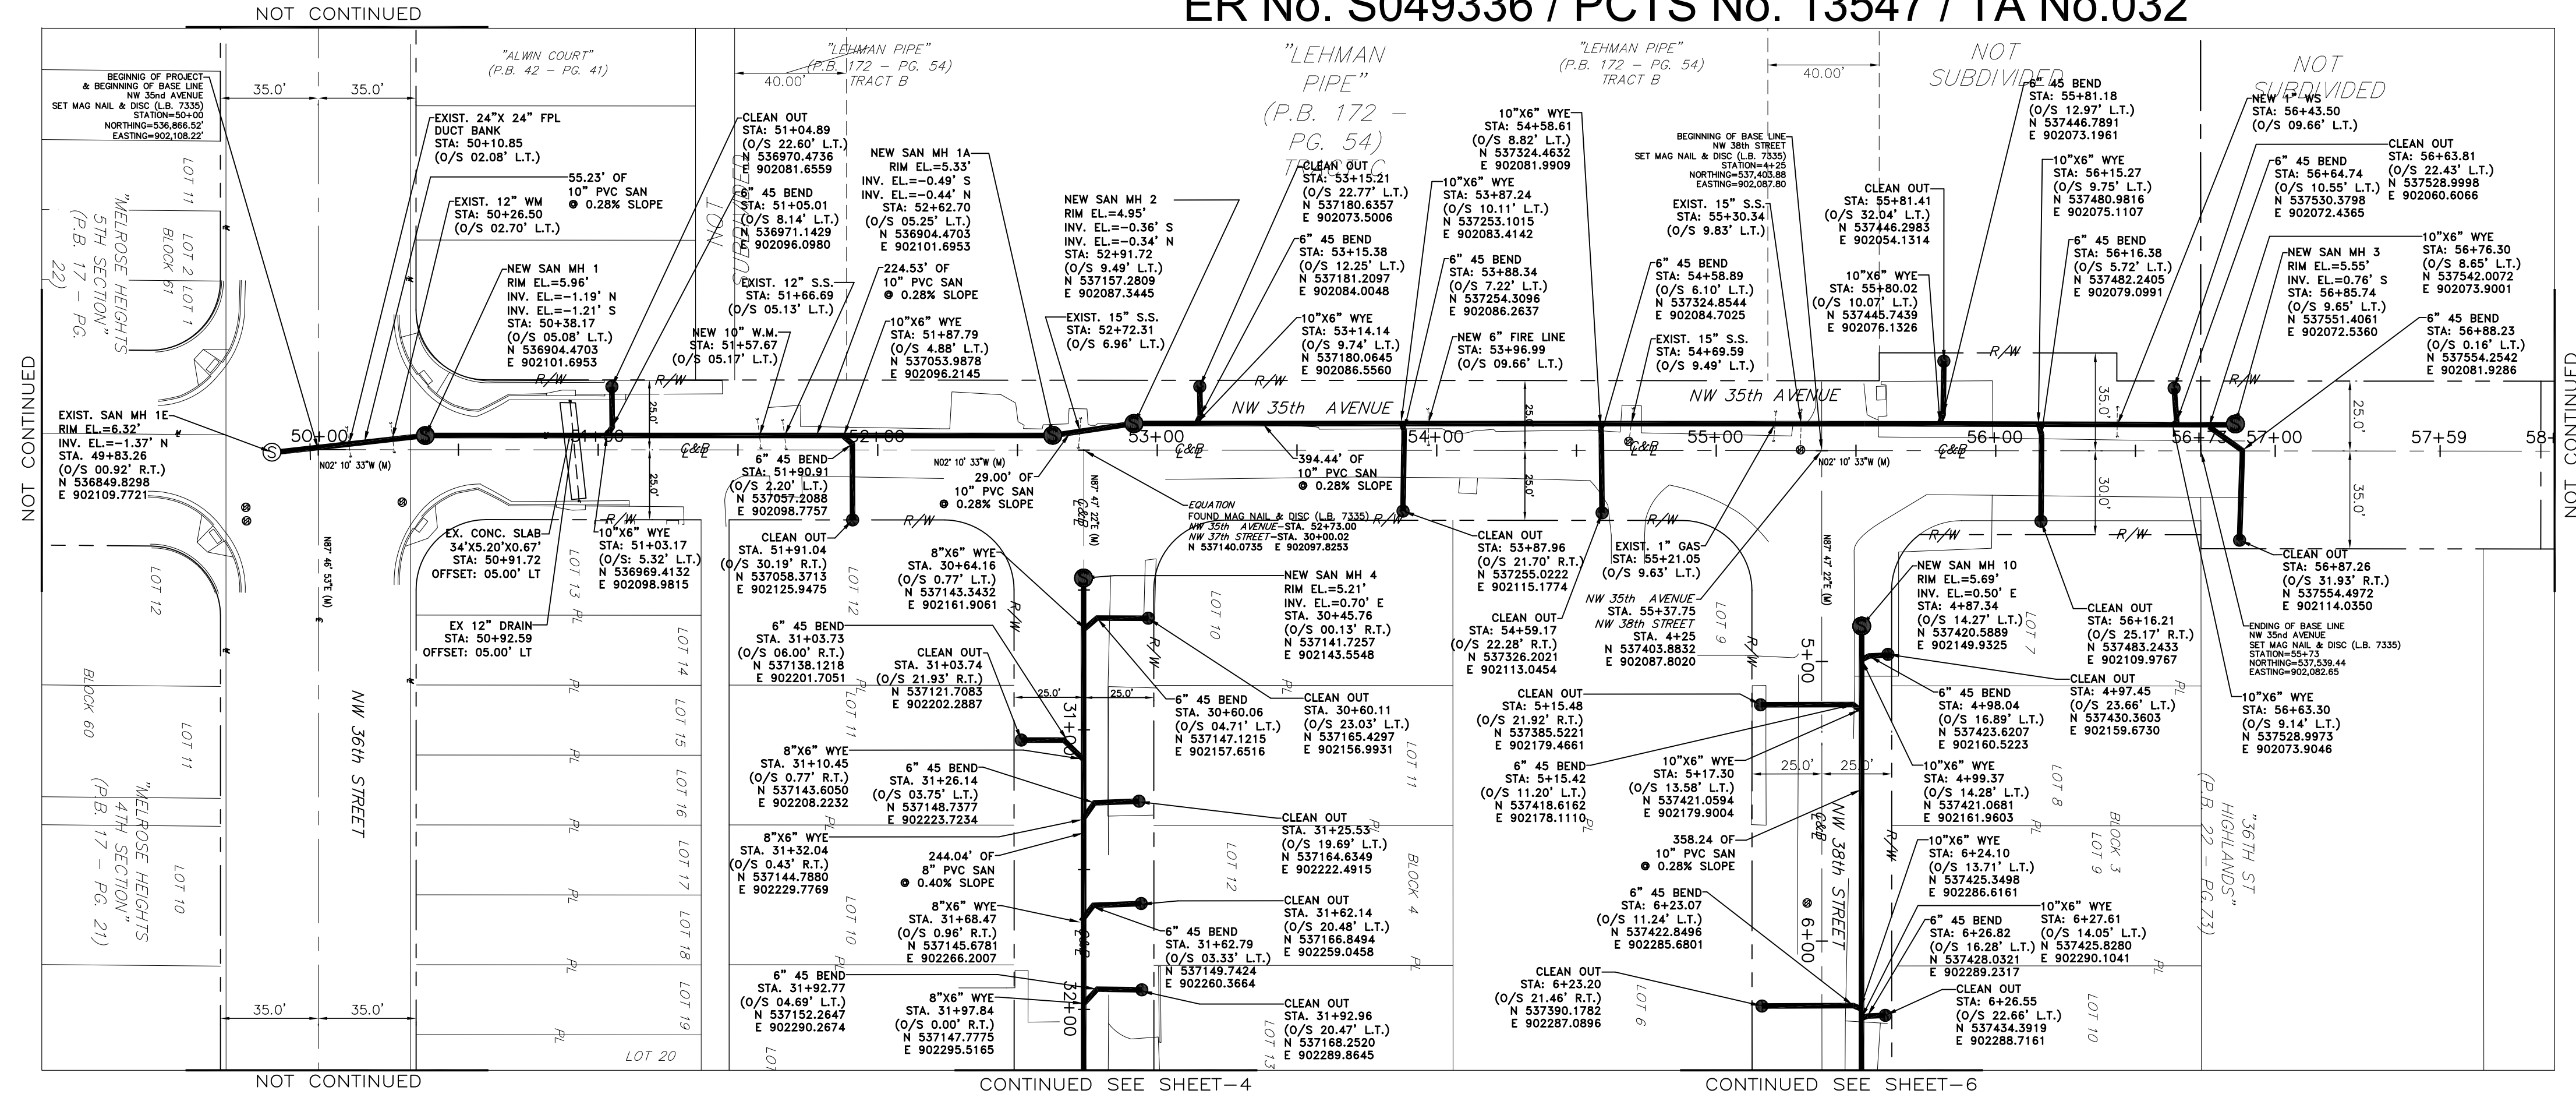 ER No. S049336 / PCTS No. 13547 / TA No.032
NOT CONTINUED
"ALWIN COURT"
(P.B. 42 – PG. 41)
"LEHMAN PIPE"
(P.B. 172 – PG. 54)
TRACT B
40.00'
"LEHMAN
PIPE"
(P.B. 172 –
PG. 54)
TRACT C
"LEHMAN PIPE"
(P.B. 172 – PG. 54)
TRACT B
40.00'
NOT
SUBDIVIDED
NOT
SUBDIVIDED
BEGINNIG OF PROJECT
& BEGINNING OF BASE LINE
NW 35nd AVENUE
SET MAG NAIL & DISC (L.B. 7335)
STATION=50+00
NORTHING=536,866.52'
EASTING=902,108.22'
35.0'
35.0'
EXIST. 24"X 24" FPL
DUCT BANK
STA: 50+10.85
(O/S 02.08' L.T.)
55.23' OF
10" PVC SAN
@ 0.28% SLOPE
EXIST. 12" WM
STA: 50+26.50
(O/S 02.70' L.T.)
NEW SAN MH 1
RIM EL.=5.96'
INV. EL.=–1.19' N
INV. EL.=–1.21' S
STA: 50+38.17
(O/S 05.08' L.T.)
N 536904.4703
E 902101.6953
CLEAN OUT
STA: 51+04.89
(O/S 22.60' L.T.)
N 536970.4736
E 902081.6559
6" 45 BEND
STA: 51+05.01
(O/S 8.14' L.T.)
N 536971.1429
E 902096.0980
NOT
SUBDIVIDED
EXIST. 12" S.S.
STA: 51+66.69
(O/S 05.13' L.T.)
NEW 10" W.M.
STA: 51+57.67
(O/S 05.17' L.T.)
NEW SAN MH 1A
RIM EL.=5.33'
INV. EL.=–0.49' S
INV. EL.=–0.44' N
STA: 52+62.70
(O/S 05.25' L.T.)
N 536904.4703
E 902101.6953
224.53' OF
10" PVC SAN
@ 0.28% SLOPE
10"X6" WYE
STA: 51+87.79
(O/S 4.88' L.T.)
N 537053.9878
E 902096.2145
NEW SAN MH 2
RIM EL.=4.95'
INV. EL.=–0.36' S
INV. EL.=–0.34' N
STA: 52+91.72
(O/S 9.49' L.T.)
N 537157.2809
E 902087.3445
EXIST. 15" S.S.
STA: 52+72.31
(O/S 6.96' L.T.)
CLEAN OUT
STA: 53+15.21
(O/S 22.77' L.T.)
N 537180.6357
E 902073.5006
6" 45 BEND
STA: 53+15.38
(O/S 12.25' L.T.)
N 537181.2097
E 902084.0048
10"X6" WYE
STA: 53+14.14
(O/S 9.74' L.T.)
N 537180.0645
E 902086.5560
10"X6" WYE
STA: 53+87.24
(O/S 10.11' L.T.)
N 537253.1015
E 902083.4142
6" 45 BEND
STA: 53+88.34
(O/S 7.22' L.T.)
N 537254.3096
E 902086.2637
NEW 6" FIRE LINE
STA: 53+96.99
(O/S 09.66' L.T.)
10"X6" WYE
STA: 54+58.61
(O/S 8.82' L.T.)
N 537324.4632
E 902081.9909
6" 45 BEND
STA: 54+58.89
(O/S 6.10' L.T.)
N 537324.8544
E 902084.7025
EXIST. 15" S.S.
STA: 54+69.59
(O/S 9.49' L.T.)
BEGINNING OF BASE LINE
NW 38th STREET
SET MAG NAIL & DISC (L.B. 7335)
STATION=4+25
NORTHING=537,403.88
EASTING=902,087.80
EXIST. 15" S.S.
STA: 55+30.34
(O/S 9.83' L.T.)
CLEAN OUT
STA: 55+81.41
(O/S 32.04' L.T.)
N 537446.2983
E 902054.1314
10"X6" WYE
STA: 55+80.02
(O/S 10.07' L.T.)
N 537445.7439
E 902076.1326
6" 45 BEND
STA: 55+81.18
(O/S 12.97' L.T.)
N 537446.7891
E 902073.1961
10"X6" WYE
STA: 56+15.27
(O/S 9.75' L.T.)
N 537480.9816
E 902075.1107
6" 45 BEND
STA: 56+16.38
(O/S 5.72' L.T.)
N 537482.2405
E 902079.0991
NEW 1" WS
STA: 56+43.50
(O/S 09.66' L.T.)
6" 45 BEND
STA: 56+64.74
(O/S 10.55' L.T.)
N 537530.3798
E 902072.4365
CLEAN OUT
STA: 56+63.81
(O/S 22.43' L.T.)
N 537528.9998
E 902060.6066
NEW SAN MH 3
RIM EL.=5.55'
INV. EL.=0.76' S
STA: 56+85.74
(O/S 9.65' L.T.)
N 537551.4061
E 902072.5360
10"X6" WYE
STA: 56+76.30
(O/S 8.65' L.T.)
N 537542.0072
E 902073.9001
6" 45 BEND
STA: 56+88.23
(O/S 0.16' L.T.)
N 537554.2542
E 902081.9286
LOT 11
LOT 2
LOT 1
BLOCK 61
"MELROSE HEIGHTS
5TH SECTION"
(P.B. 17 – PG.
22)
NOT CONTINUED
NOT CONTINUED
R/W
R/W
NW 35th AVENUE
NW 35th AVENUE
R/W
R/W
R/W
EXIST. SAN MH 1E
RIM EL.=6.32'
INV. EL.=–1.37' N
STA. 49+83.26
(O/S 00.92' R.T.)
N 536849.8298
E 902109.7721
50+00
51+00
52+00
53+00
54+00
55+00
56+00
56+73
57+00
57+59
58+
N02° 10' 33"W (M)
N02° 10' 33"W (M)
N02° 10' 33"W (M)
25.0'
25.0'
25.0'
25.0'
35.0'
30.0'
25.0'
35.0'
EX. CONC. SLAB
34'X5.20'X0.67'
STA: 50+91.72
OFFSET: 05.00' LT
EX 12" DRAIN
STA: 50+92.59
OFFSET: 05.00' LT
10"X6" WYE
STA: 51+03.17
(O/S: 5.32' L.T.)
N 536969.4132
E 902098.9815
6" 45 BEND
STA: 51+90.91
(O/S 2.20' L.T.)
N 537057.2088
E 902098.7757
CLEAN OUT
STA. 51+91.04
(O/S 30.19' R.T.)
N 537058.3713
E 902125.9475
29.00' OF
10" PVC SAN
@ 0.28% SLOPE
EQUATION
FOUND MAG NAIL & DISC (L.B. 7335)
NW 35th AVENUE–STA. 52+73.00
NW 37th STREET–STA. 30+00.02
N 537140.0735 E 902097.8253
394.44' OF
10" PVC SAN
@ 0.28% SLOPE
CLEAN OUT
STA: 53+87.96
(O/S 21.70' R.T.)
N 537255.0222
E 902115.1774
CLEAN OUT
STA: 54+59.17
(O/S 22.28' R.T.)
N 537326.2021
E 902113.0454
EXIST. 1" GAS
STA: 55+21.05
(O/S 9.63' L.T.)
NW 35th AVENUE
STA. 55+37.75
NW 38th STREET
STA. 4+25
N 537403.8832
E 902087.8020
NEW SAN MH 10
RIM EL.=5.69'
INV. EL.=0.50' E
STA: 4+87.34
(O/S 14.27' L.T.)
N 537420.5889
E 902149.9325
CLEAN OUT
STA: 56+16.21
(O/S 25.17' R.T.)
N 537483.2433
E 902109.9767
CLEAN OUT
STA: 56+87.26
(O/S 31.93' R.T.)
N 537554.4972
E 902114.0350
ENDING OF BASE LINE
NW 35nd AVENUE
SET MAG NAIL & DISC (L.B. 7335)
STATION=55+73
NORTHING=537,539.44
EASTING=902,082.65
10"X6" WYE
STA: 56+63.30
(O/S 9.14' L.T.)
N 537528.9973
E 902073.9046
8"X6" WYE
STA. 30+64.16
(O/S 0.77' L.T.)
N 537143.3432
E 902161.9061
6" 45 BEND
STA. 31+03.73
(O/S 06.00' R.T.)
N 537138.1218
E 902201.7051
CLEAN OUT
STA. 31+03.74
(O/S 21.93' R.T.)
N 537121.7083
E 902202.2887
NEW SAN MH 4
RIM EL.=5.21'
INV. EL.=0.70' E
STA. 30+45.76
(O/S 00.13' R.T.)
N 537141.7257
E 902143.5548
6" 45 BEND
STA. 30+60.06
(O/S 04.71' L.T.)
N 537147.1215
E 902157.6516
CLEAN OUT
STA. 30+60.11
(O/S 23.03' L.T.)
N 537165.4297
E 902156.9931
8"X6" WYE
STA. 31+10.45
(O/S 0.77' R.T.)
N 537143.6050
E 902208.2232
6" 45 BEND
STA. 31+26.14
(O/S 03.75' L.T.)
N 537148.7377
E 902223.7234
8"X6" WYE
STA. 31+32.04
(O/S 0.43' R.T.)
N 537144.7880
E 902229.7769
244.04' OF
8" PVC SAN
@ 0.40% SLOPE
CLEAN OUT
STA. 31+25.53
(O/S 19.69' L.T.)
N 537164.6349
E 902222.4915
8"X6" WYE
STA. 31+68.47
(O/S 0.96' R.T.)
N 537145.6781
E 902266.2007
6" 45 BEND
STA. 31+62.79
(O/S 03.33' L.T.)
N 537149.7424
E 902260.3664
CLEAN OUT
STA. 31+62.14
(O/S 20.48' L.T.)
N 537166.8494
E 902259.0458
6" 45 BEND
STA. 31+92.77
(O/S 04.69' L.T.)
N 537152.2647
E 902290.2674
8"X6" WYE
STA. 31+97.84
(O/S 0.00' R.T.)
N 537147.7775
E 902295.5165
CLEAN OUT
STA. 31+92.96
(O/S 20.47' L.T.)
N 537168.2520
E 902289.8645
CLEAN OUT
STA: 5+15.48
(O/S 21.92' R.T.)
N 537385.5221
E 902179.4661
6" 45 BEND
STA: 5+15.42
(O/S 11.20' L.T.)
N 537418.6162
E 902178.1110
10"X6" WYE
STA: 5+17.30
(O/S 13.58' L.T.)
N 537421.0594
E 902179.9004
358.24' OF
10" PVC SAN
@ 0.28% SLOPE
6" 45 BEND
STA: 6+23.07
(O/S 11.24' L.T.)
N 537422.8496
E 902285.6801
CLEAN OUT
STA: 6+23.20
(O/S 21.46' R.T.)
N 537390.1782
E 902287.0896
6" 45 BEND
STA: 4+98.04
(O/S 16.89' L.T.)
N 537423.6207
E 902160.5223
CLEAN OUT
STA: 4+97.45
(O/S 23.66' L.T.)
N 537430.3603
E 902159.6730
10"X6" WYE
STA: 4+99.37
(O/S 14.28' L.T.)
N 537421.0681
E 902161.9603
10"X6" WYE
STA: 6+24.10
(O/S 13.71' L.T.)
N 537425.3498
E 902286.6161
6" 45 BEND
STA: 6+26.82
(O/S 16.28' L.T.)
N 537428.0321
E 902289.2317
10"X6" WYE
STA: 6+27.61
(O/S 14.05' L.T.)
N 537425.8280
E 902290.1041
CLEAN OUT
STA: 6+26.55
(O/S 22.66' L.T.)
N 537434.3919
E 902288.7161
N87° 46' 53"E (M)
N87° 47' 22"E (M)
N87° 47' 22"E (M)
NW 36th STREET
NW 38th STREET
31+00
32+00
5+00
6+00
25.0'
25.0'
25.0'
25.0'
LOT 12
LOT 11
LOT 10
BLOCK 60
"MELROSE HEIGHTS
4TH SECTION"
(P.B. 17 – PG. 21)
LOT 13
LOT 14
LOT 15
LOT 16
LOT 17
LOT 18
LOT 19
LOT 20
LOT 12
LOT 11
LOT 10
LOT 10
LOT 11
LOT 12
LOT 13
BLOCK 4
LOT 9
LOT 6
LOT 7
LOT 8
BLOCK 3
LOT 9
LOT 10
"36TH ST
HIGHLANDS"
(P.B. 22 – PG.73)
35.0'
35.0'
NOT CONTINUED
CONTINUED SEE SHEET–4
CONTINUED SEE SHEET–6